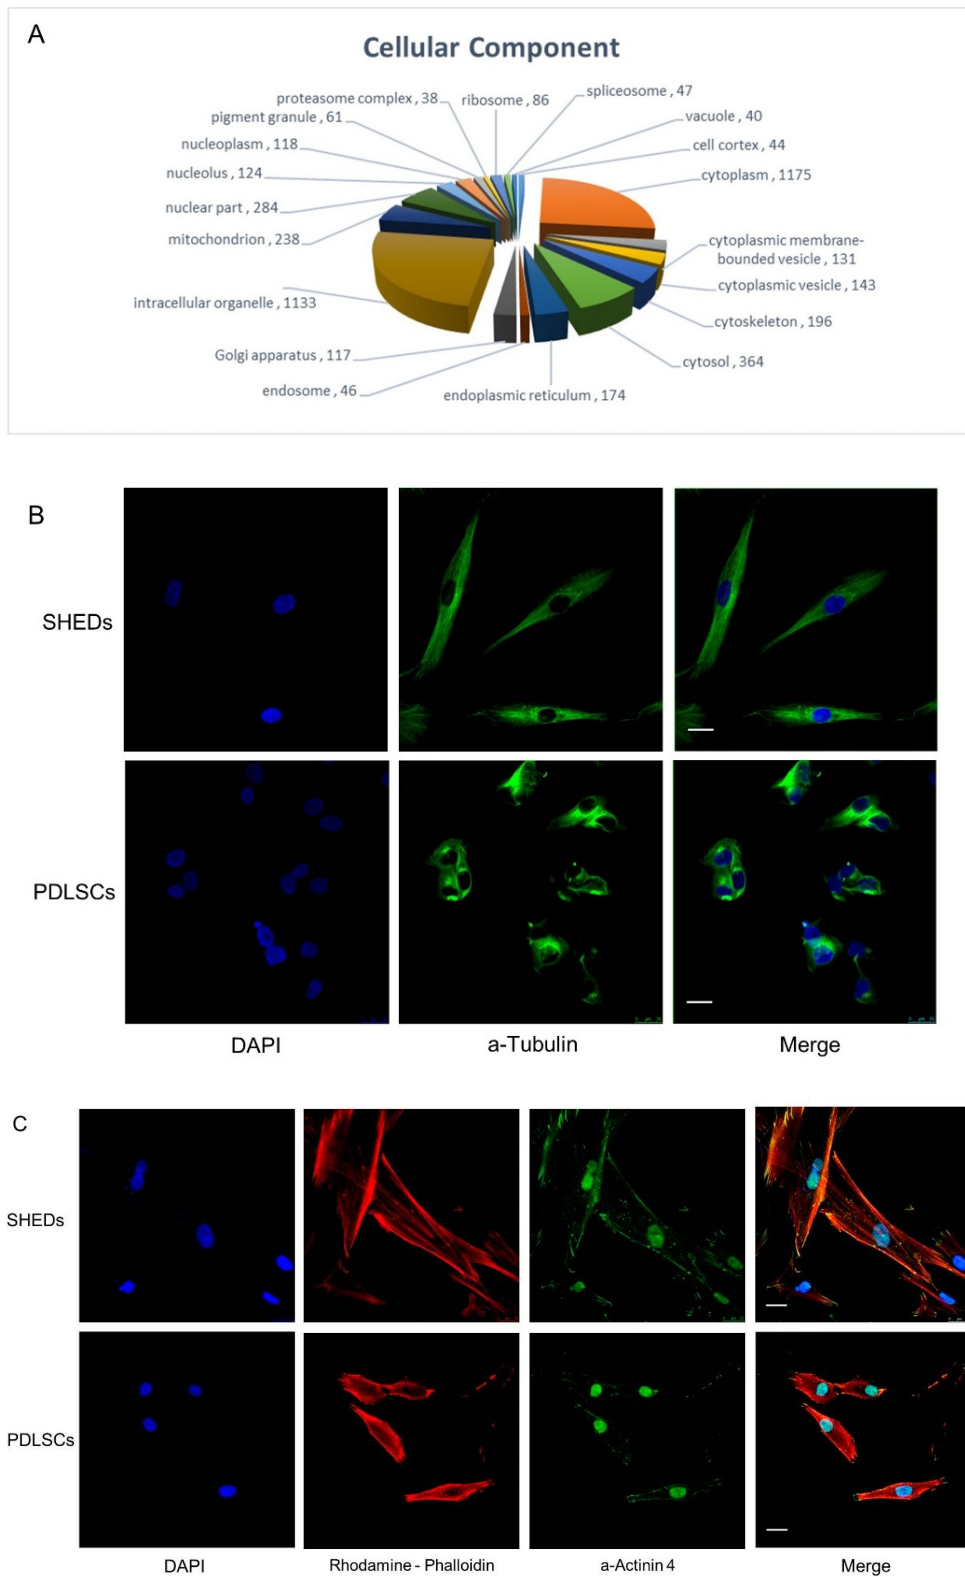 A
Cellular Component
proteasome complex , 38
ribosome , 86
spliceosome , 47
pigment granule , 61
vacuole , 40
nucleoplasm , 118
cell cortex , 44
nucleolus , 124
cytoplasm , 1175
nuclear part , 284
mitochondrion , 238
cytoplasmic membrane-
bounded vesicle , 131
cytoplasmic vesicle , 143
intracellular organelle , 1133
cytoskeleton , 196
Golgi apparatus , 117
cytosol , 364
endosome , 46
endoplasmic reticulum , 174
B
SHEDs
PDLSCs
DAPI
a-Tubulin
Merge
C
SHEDs
PDLSCs
DAPI
Rhodamine - Phalloidin
a-Actinin 4
Merge